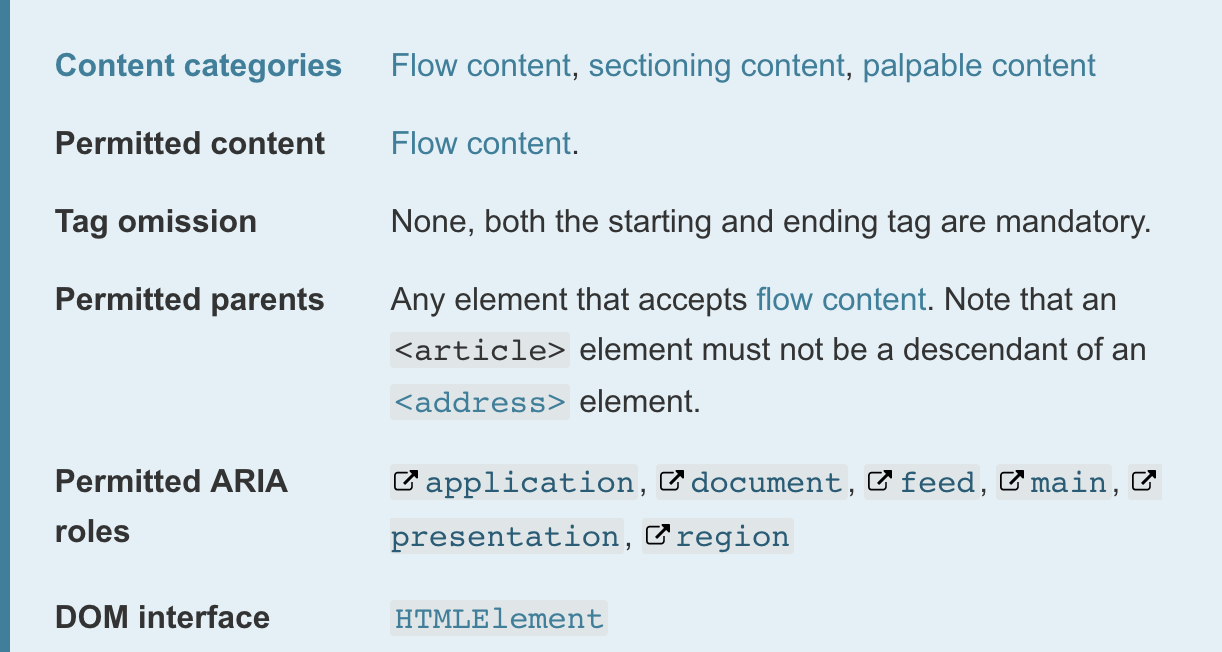 Content categories Flow content, sectioning content, palpable content
Permitted content Flow content.
Tag omission None, both the starting and ending tag are mandatory.
Permitted parents Any element that accepts flow content. Note that an
<article> element must not be a descendant of an
<address> element.
Permitted ARIA roles application, document, feed, main,
presentation, region
DOM interface HTMLElement